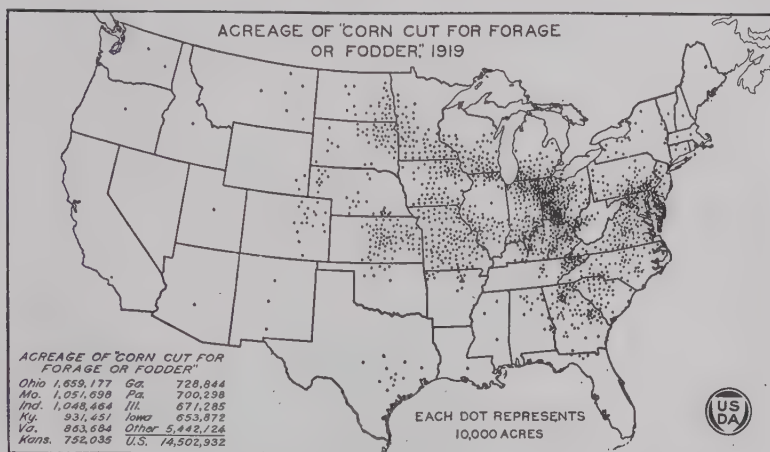 ACREAGE OF "CORN CUT FOR FORAGE
OR FODDER," 1919
ACREAGE OF "CORN CUT FOR
FORAGE OR FODDER"
Ohio 1,659,177 Ga. 728,844
Mo. 1,051,698 Pa. 700,298
Ind. 1,048,464 Ill. 671,285
Ky. 931,451 Iowa 653,872
Va. 863,684 Other 5,442,124
Kans. 752,035 U.S. 14,502,932
EACH DOT REPRESENTS
10,000 ACRES
US
DA